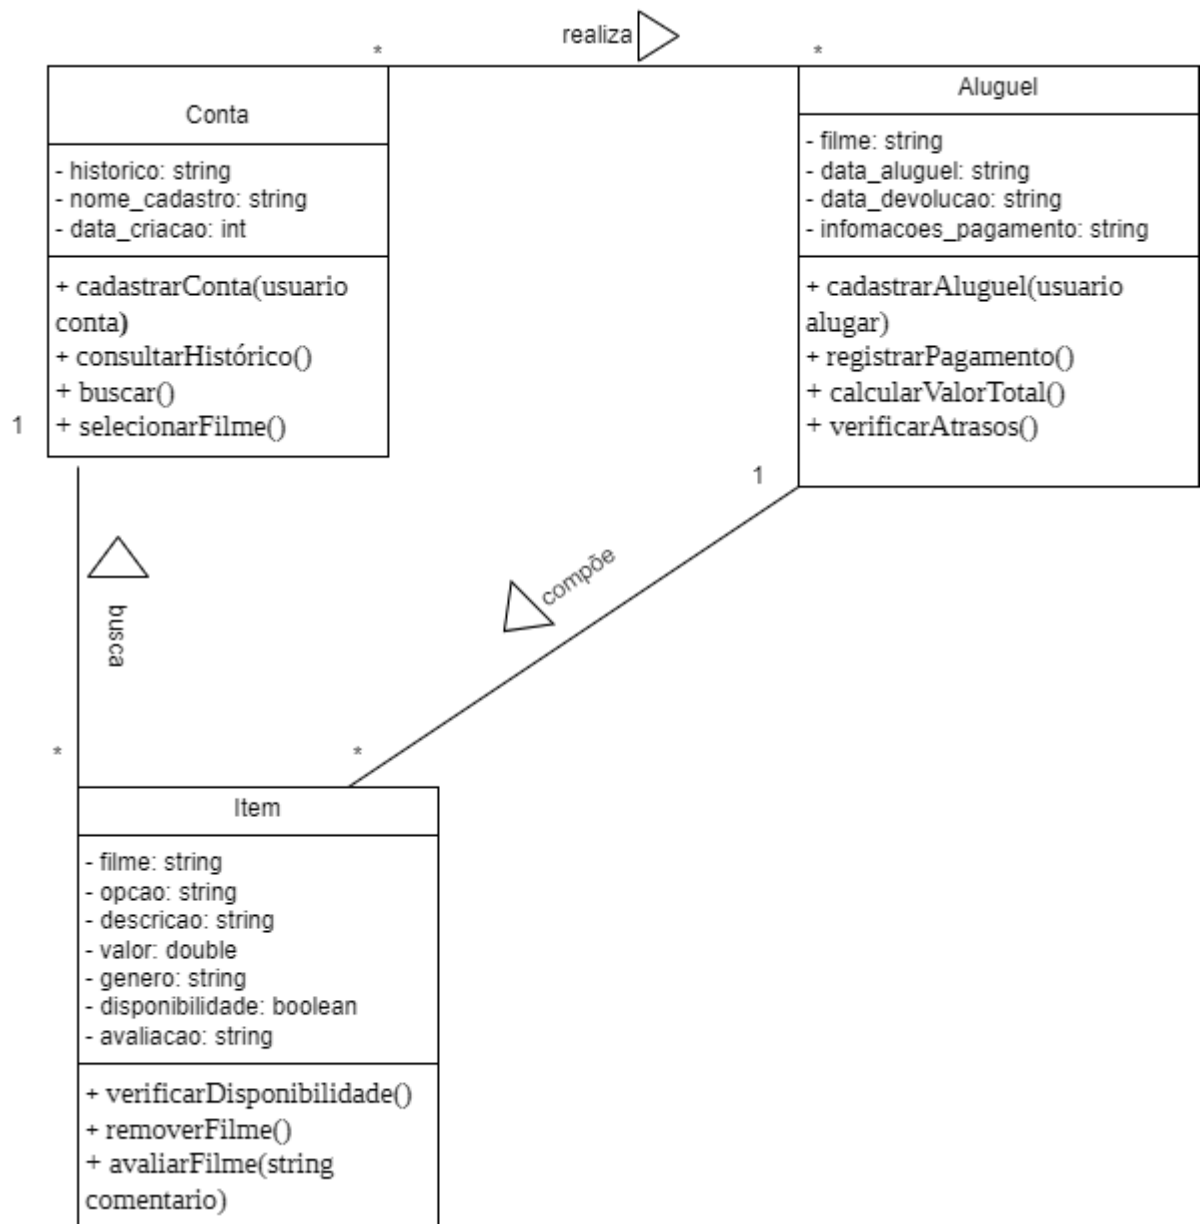 realiza
*
*
Conta
- historico: string
- nome_cadastro: string
- data_criacao: int
+ cadastrarConta(usuario
conta)
+ consultarHistórico()
+ buscar()
+ selecionarFilme()
1
Aluguel
- filme: string
- data_aluguel: string
- data_devolucao: string
- infomacoes_pagamento: string
+ cadastrarAluguel(usuario
alugar)
+ registrarPagamento()
+ calcularValorTotal()
+ verificarAtrasos()
1
compõe
busca
*
*
Item
- filme: string
- opcao: string
- descricao: string
- valor: double
- genero: string
- disponibilidade: boolean
- avaliacao: string
+ verificarDisponibilidade()
+ removerFilme()
+ avaliarFilme(string
comentario)